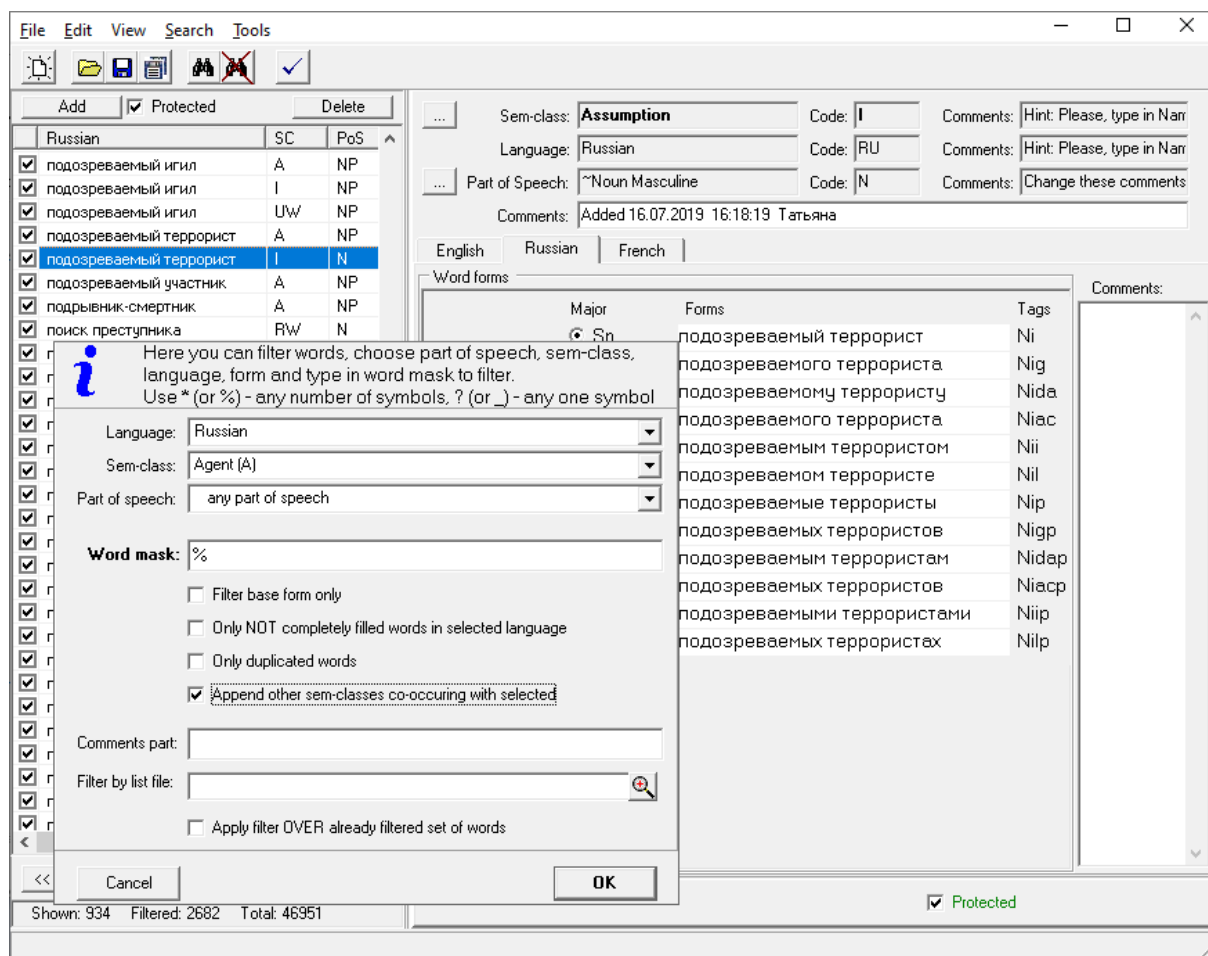 File Edit View Search Tools
Add Protected Delete
Russian SC PoS
подозреваемый игил A NP
подозреваемый игил I NP
подозреваемый игил UW NP
подозреваемый террорист A NP
подозреваемый террорист I N
подозреваемый участник A NP
подрывник-смертник A NP
поиск преступника RW N
... Sem-class: Assumption Code: I Comments: Hint: Please, type in Nam
Language: Russian Code: RU Comments: Hint: Please, type in Nam
... Part of Speech: ~Noun Masculine Code: N Comments: Change these comments
Comments: Added 16.07.2019 16:18:19 Татьяна
English Russian French
Word forms
Comments:
Major Forms Tags
Sn подозреваемый террорист Ni
подозреваемого террориста Nig
подозреваемому террористу Nida
подозреваемого террориста Niac
подозреваемым террористом Nii
подозреваемом террористе Nil
подозреваемые террористы Nip
подозреваемых террористов Nigp
подозреваемым террористам Nidap
подозреваемых террористов Niacp
подозреваемыми террористами Niip
подозреваемых террористах Nilp
Here you can filter words, choose part of speech, sem-class,
language, form and type in word mask to filter.
Use * (or %) - any number of symbols, ? (or _) - any one symbol
Language: Russian
Sem-class: Agent (A)
Part of speech: any part of speech
Word mask: %
Filter base form only
Only NOT completely filled words in selected language
Only duplicated words
Append other sem-classes co-occuring with selected
Comments part:
Filter by list file:
Apply filter OVER already filtered set of words
Cancel OK
<<
Shown: 934 Filtered: 2682 Total: 46951
Protected